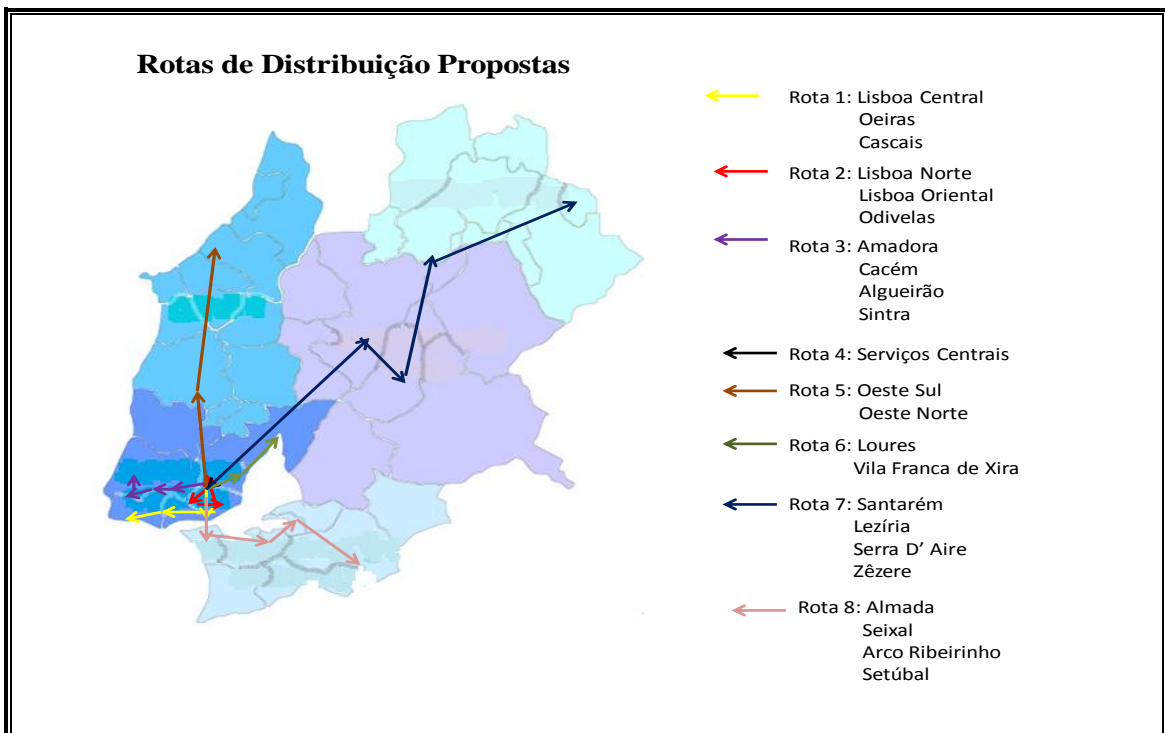 Rotas de Distribuição Propostas
Rota 1: Lisboa Central
Oeiras
Cascais
Rota 2: Lisboa Norte
Lisboa Oriental
Odivelas
Rota 3: Amadora
Cacém
Algueirão
Sintra
Rota 4: Serviços Centrais
Rota 5: Oeste Sul
Oeste Norte
Rota 6: Loures
Vila Franca de Xira
Rota 7: Santarém
Lezíria
Serra D’ Aire
Zêzere
Rota 8: Almada
Seixal
Arco Ribeirinho
Setúbal